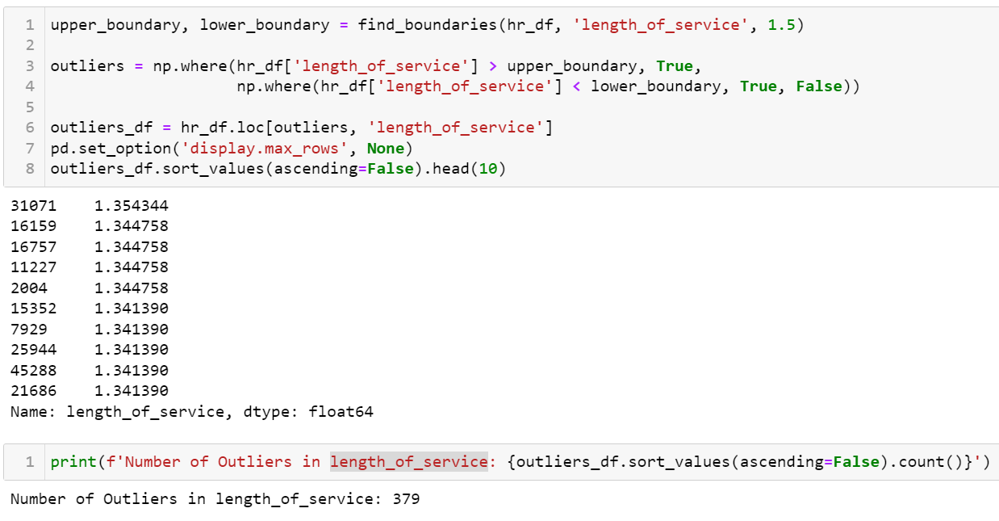 1 upper_boundary, lower_boundary = find_boundaries(hr_df, 'length_of_service', 1.5)
2
3 outliers = np.where(hr_df['length_of_service'] > upper_boundary, True,
4                     np.where(hr_df['length_of_service'] < lower_boundary, True, False))
5
6 outliers_df = hr_df.loc[outliers, 'length_of_service']
7 pd.set_option('display.max_rows', None)
8 outliers_df.sort_values(ascending=False).head(10)
31071    1.354344
16159    1.344758
16757    1.344758
11227    1.344758
2004     1.344758
15352    1.341390
7929     1.341390
25944    1.341390
45288    1.341390
21686    1.341390
Name: length_of_service, dtype: float64
1 print(f'Number of Outliers in length_of_service: {outliers_df.sort_values(ascending=False).count()}')
Number of Outliers in length_of_service: 379